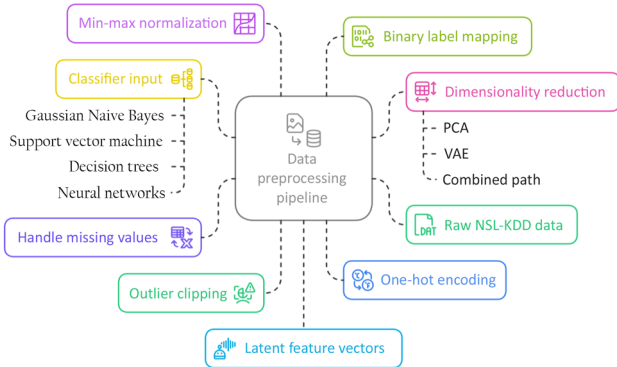 Min-max normalization
Binary label mapping
Classifier input
Gaussian Naive Bayes
Support vector machine
Decision trees
Neural networks
Dimensionality reduction
PCA
VAE
Combined path
Data
preprocessing
pipeline
Handle missing values
DAT
Raw NSL-KDD data
Outlier clipping
One-hot encoding
Latent feature vectors